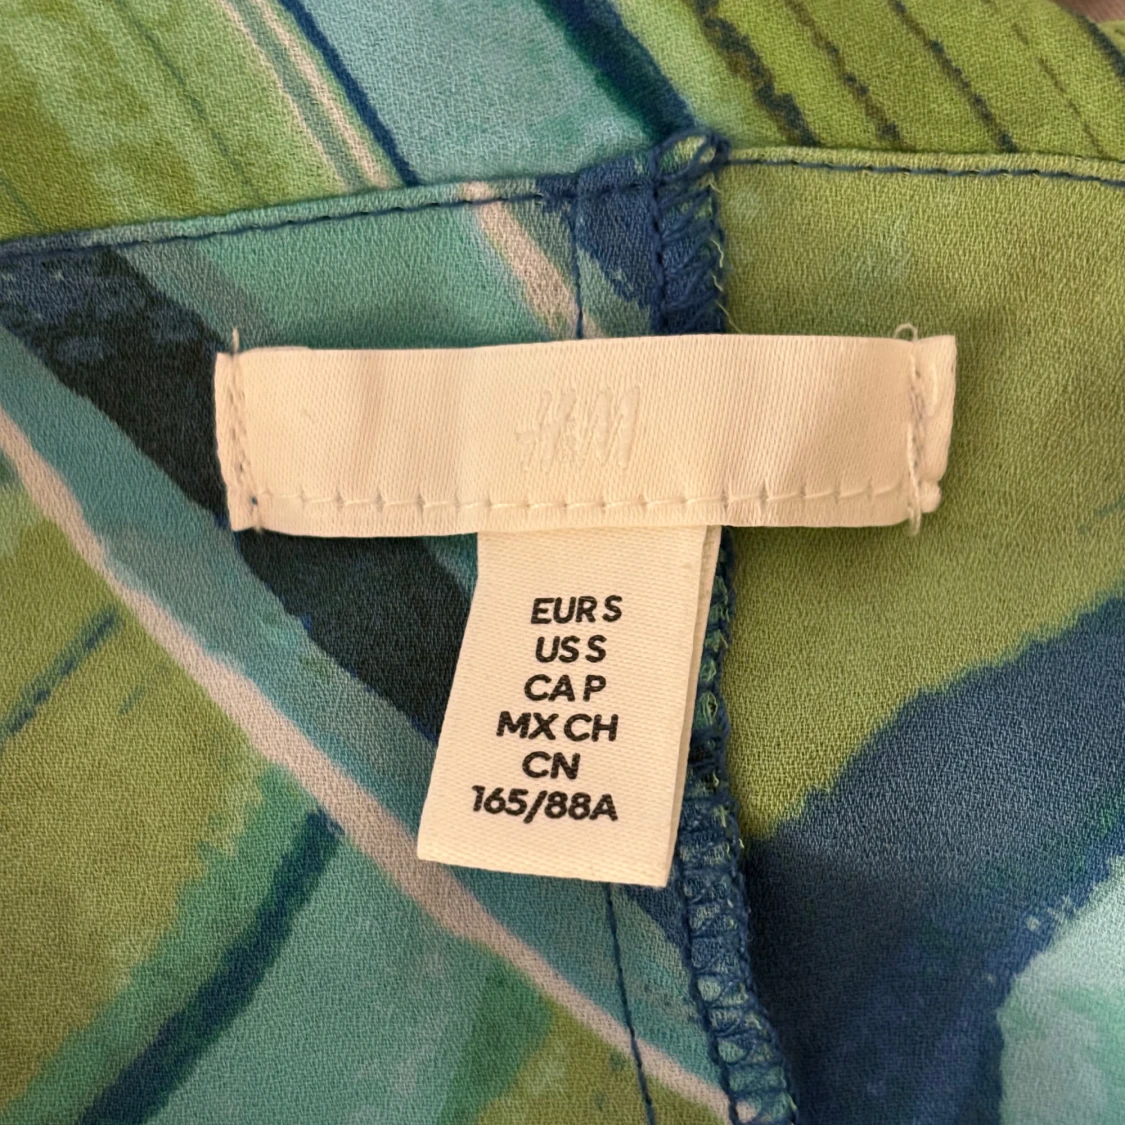 H&M
EUR S
US S
CA P
MX CH
CN
165/88A